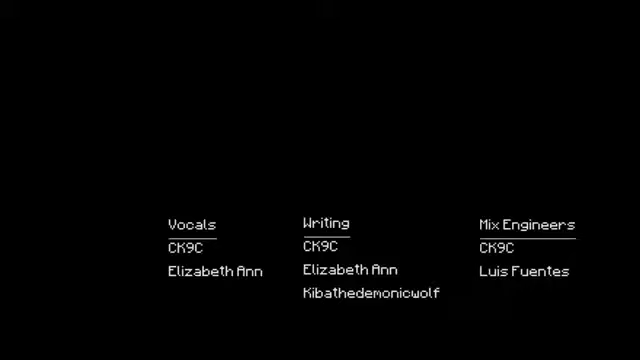 Vocals
CK9C
Elizabeth Ann
Writing
CK9C
Elizabeth Ann
Kibathedemonicwolf
Mix Engineers
CK9C
Luis Fuentes